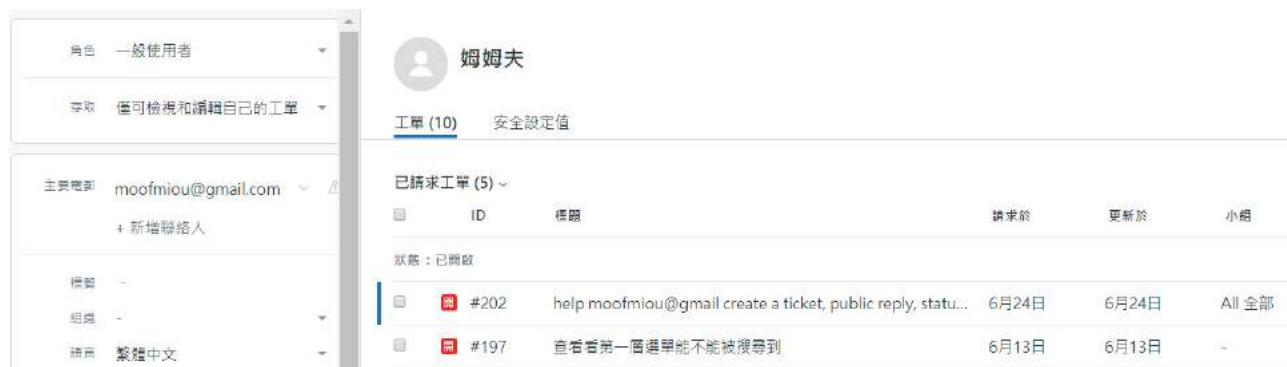 角色 一般使用者
存取 僅可檢視和編輯自己的工單
主要電郵 moofmiou@gmail.com
+ 新增聯絡人
標籤 -
組織 -
語言 繁體中文
姆姆夫
工單 (10) 安全設定值
已請求工單 (5)
ID 標題 請求於 更新於 小組
狀態：已開啟
開 #202 help moofmiou@gmail create a ticket, public reply, statu... 6月24日 6月24日 All 全部
開 #197 查看看第一層選單能不能被搜尋到 6月13日 6月13日 -